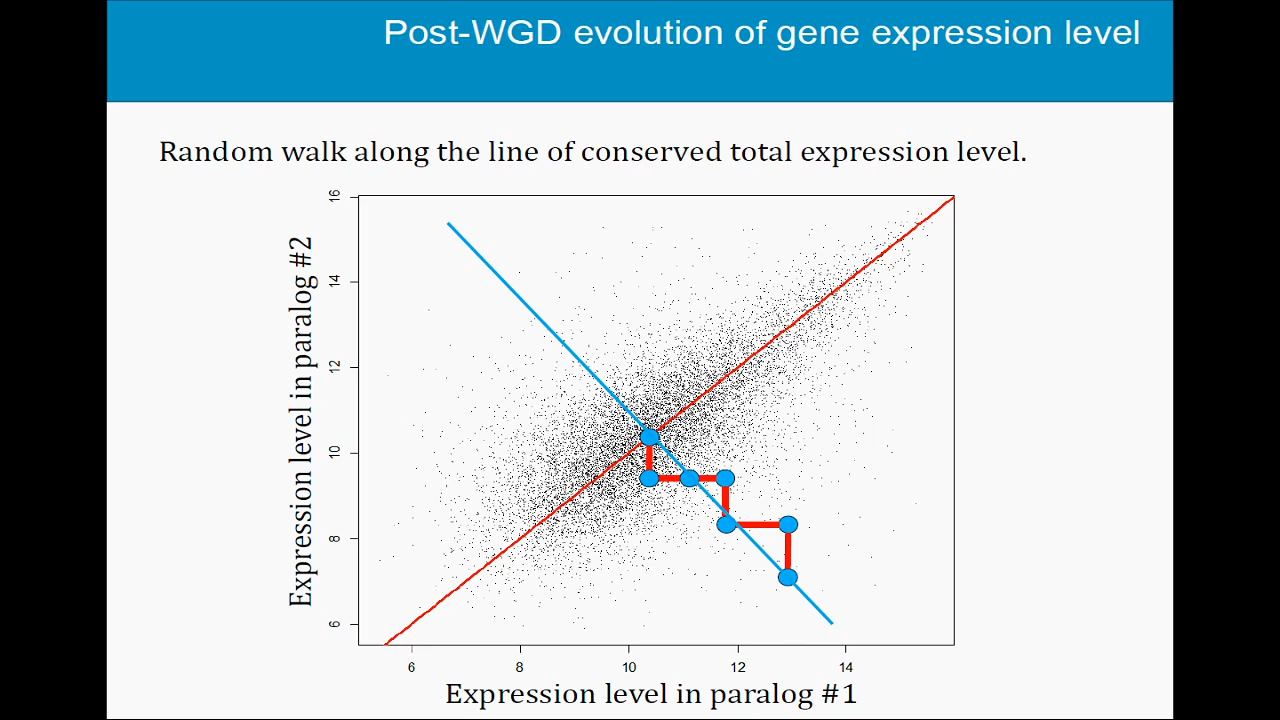 Post-WGD evolution of gene expression level
Random walk along the line of conserved total expression level.
Expression level in paralog #2
16
14
12
10
8
6
6 8 10 12 14
Expression level in paralog #1